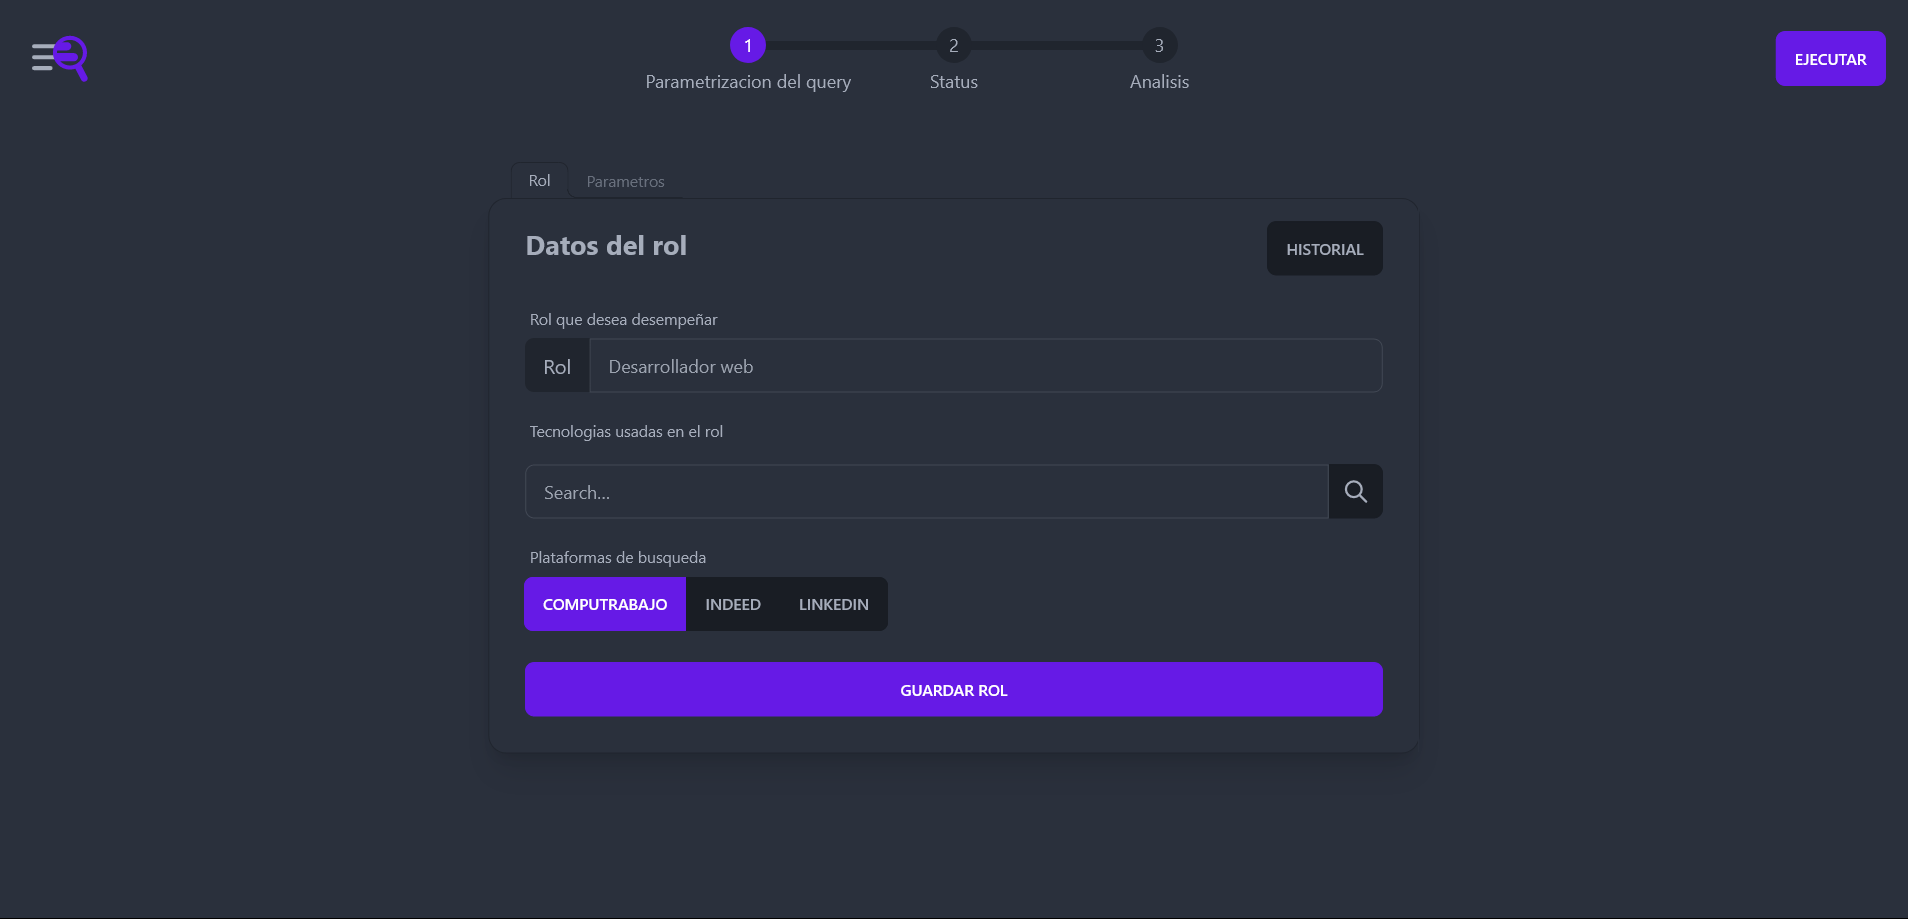 1
2
3
Parametrizacion del query
Status
Analisis
EJECUTAR
Rol
Parametros
Datos del rol
HISTORIAL
Rol que desea desempeñar
Rol
Desarrollador web
Tecnologias usadas en el rol
Search...
Plataformas de busqueda
COMPUTRABAJO
INDEED
LINKEDIN
GUARDAR ROL